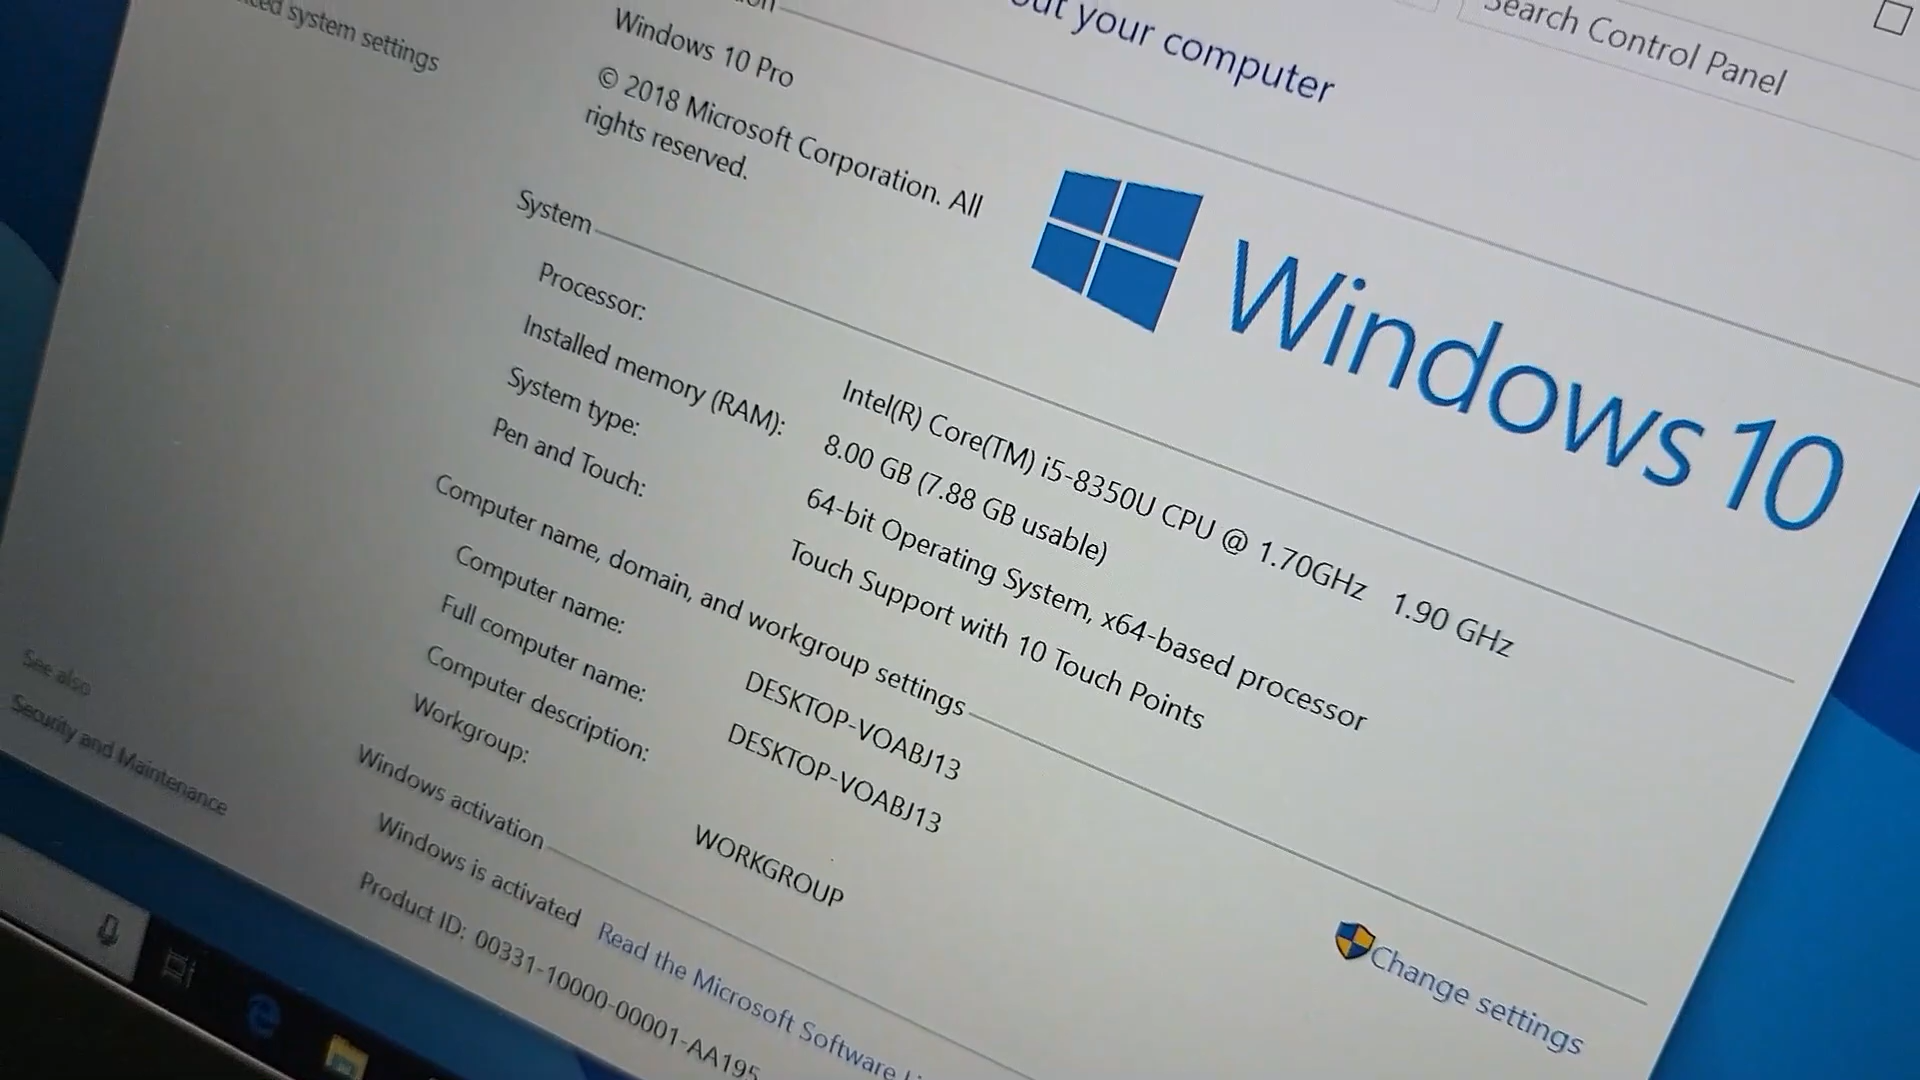 your computer
Search Control Panel
system settings
Windows 10 Pro
© 2018 Microsoft Corporation. All
rights reserved.
Windows 10
System
Processor: Intel(R) Core(TM) i5-8350U CPU @ 1.70GHz 1.90 GHz
Installed memory (RAM): 8.00 GB (7.88 GB usable)
System type: 64-bit Operating System, x64-based processor
Pen and Touch: Touch Support with 10 Touch Points
Computer name, domain, and workgroup settings
Computer name: DESKTOP-VOABJ13
Full computer name: DESKTOP-VOABJ13
Computer description:
Workgroup: WORKGROUP
Change settings
Windows activation
Windows is activated Read the Microsoft Software
Product ID: 00331-10000-00001-AA195
See also
Security and Maintenance